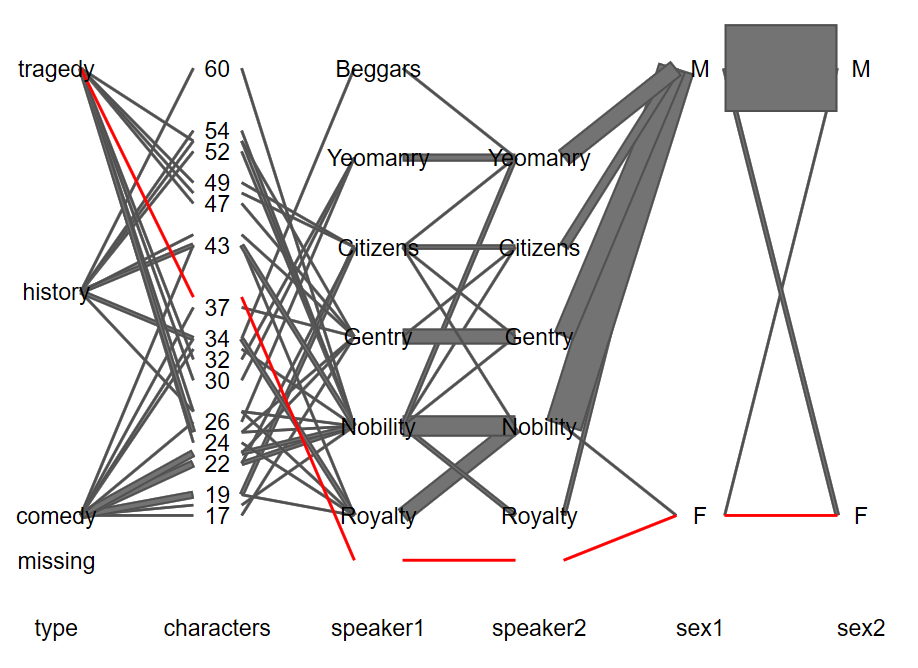 tragedy 60 Beggars M M
54
52 Yeomanry Yeomanry
49
47
43 Citizens Citizens
history
37 Gentry Gentry
34
32
30
26 Nobility Nobility
24
22
19
comedy 17 Royalty Royalty F F
missing
type characters speaker1 speaker2 sex1 sex2